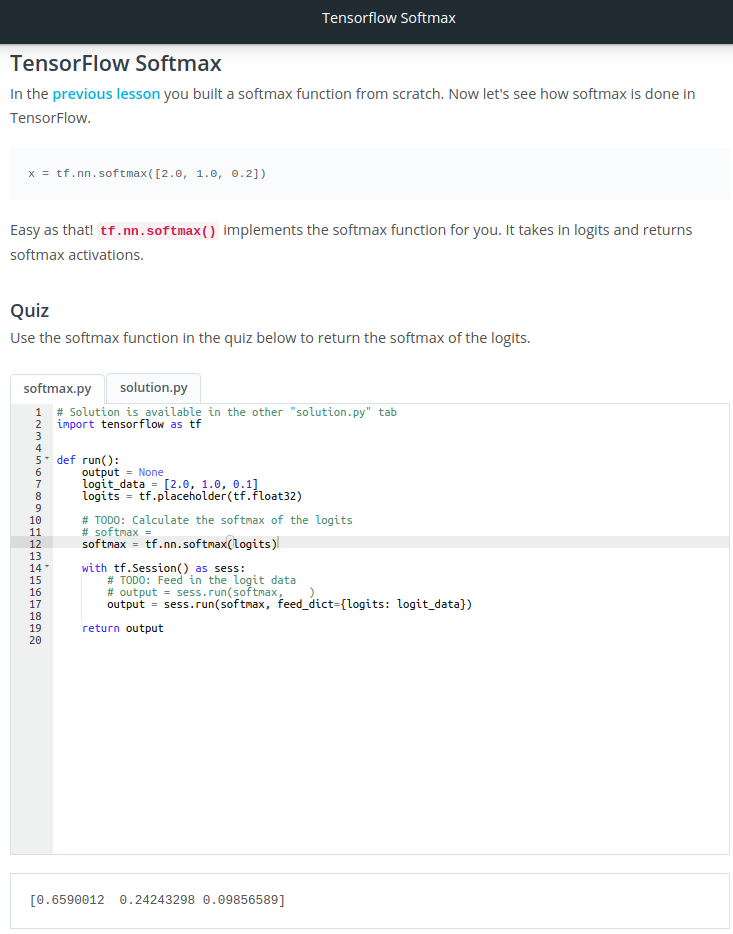 Tensorflow Softmax
TensorFlow Softmax
In the previous lesson you built a softmax function from scratch. Now let's see how softmax is done in
TensorFlow.
x = tf.nn.softmax([2.0, 1.0, 0.2])
Easy as that! tf.nn.softmax() implements the softmax function for you. It takes in logits and returns
softmax activations.
Quiz
Use the softmax function in the quiz below to return the softmax of the logits.
softmax.py solution.py
1 # Solution is available in the other "solution.py" tab
2 import tensorflow as tf
3
4
5 def run():
6     output = None
7     logit_data = [2.0, 1.0, 0.1]
8     logits = tf.placeholder(tf.float32)
9
10     # TODO: Calculate the softmax of the logits
11     # softmax =
12     softmax = tf.nn.softmax(logits)
13
14     with tf.Session() as sess:
15         # TODO: Feed in the logit data
16         # output = sess.run(softmax,    )
17         output = sess.run(softmax, feed_dict={logits: logit_data})
18
19     return output
20
[0.6590012  0.24243298 0.09856589]